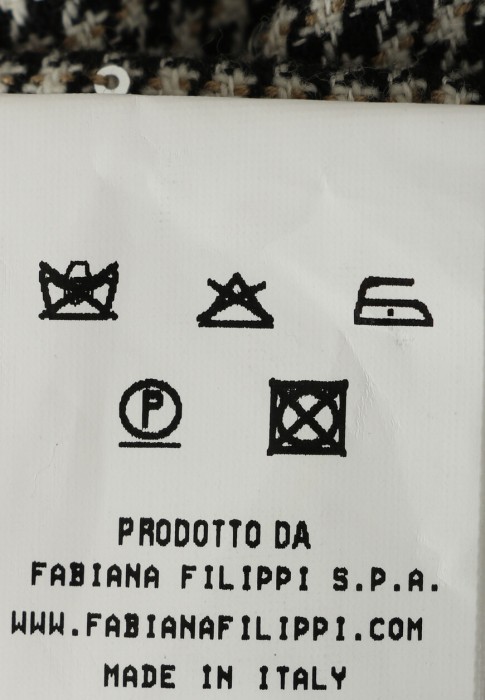 P
PRODOTTO DA
FABIANA FILIPPI S.P.A.
WWW.FABIANAFILIPPI.COM
MADE IN ITALY